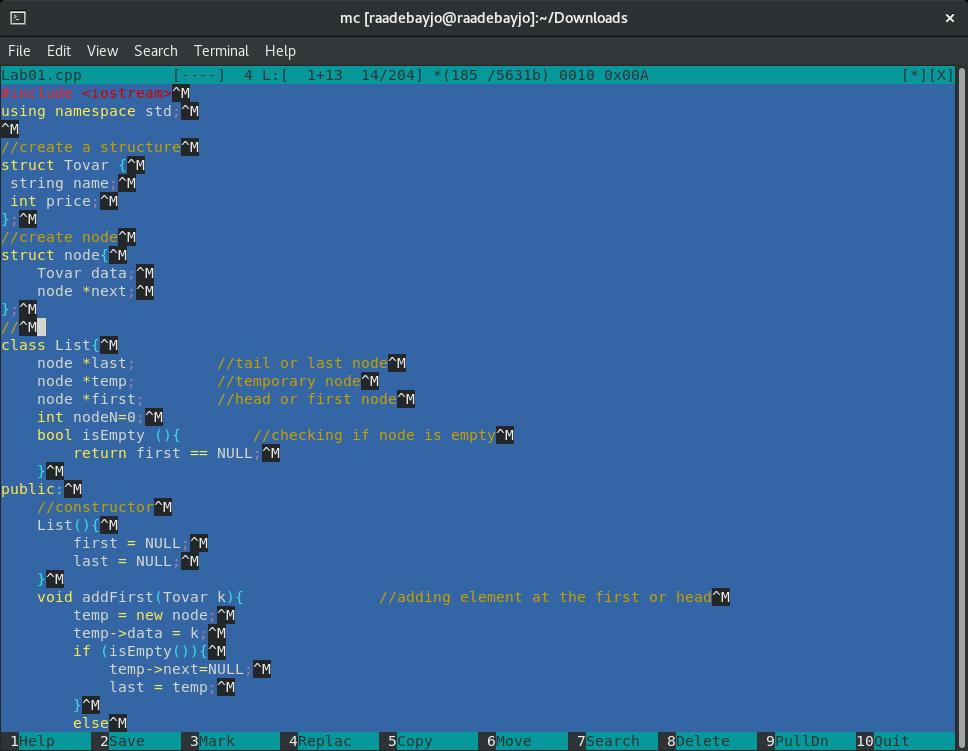 mc [raadebayjo@raadebayjo]:~/Downloads
File Edit View Search Terminal Help
Lab01.cpp          [----]  4 L:[  1+13  14/204] *(185 /5631b) 0010 0x00A                            [*][X]
#include <iostream>^M
using namespace std;^M
^M
//create a structure^M
struct Tovar {^M
 string name;^M
 int price;^M
};^M
//create node^M
struct node{^M
    Tovar data;^M
    node *next;^M
};^M
//^M
class List{^M
    node *last;         //tail or last node^M
    node *temp;         //temporary node^M
    node *first;        //head or first node^M
    int nodeN=0;^M
    bool isEmpty (){        //checking if node is empty^M
        return first == NULL;^M
    }^M
public:^M
    //constructor^M
    List(){^M
        first = NULL;^M
        last = NULL;^M
    }^M
    void addFirst(Tovar k){               //adding element at the first or head^M
        temp = new node;^M
        temp->data = k;^M
        if (isEmpty()){^M
            temp->next=NULL;^M
            last = temp;^M
        }^M
        else^M
1Help 2Save 3Mark 4Replac 5Copy 6Move 7Search 8Delete 9PullDn 10Quit